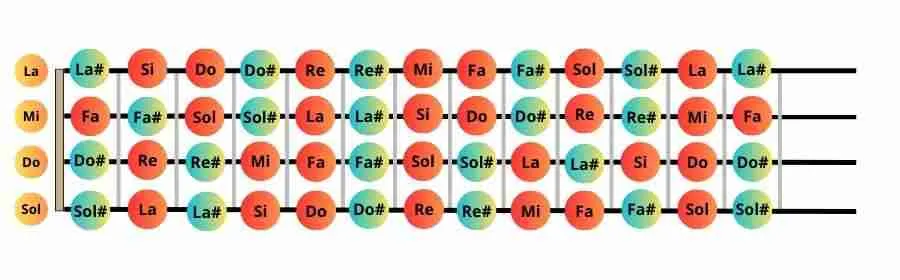 La La# Si Do Do# Re Re# Mi Fa Fa# Sol Sol# La La#
Mi Fa Fa# Sol Sol# La La# Si Do Do# Re Re# Mi Fa
Do Do# Re Re# Mi Fa Fa# Sol Sol# La La# Si Do Do#
Sol Sol# La La# Si Do Do# Re Re# Mi Fa Fa# Sol Sol#